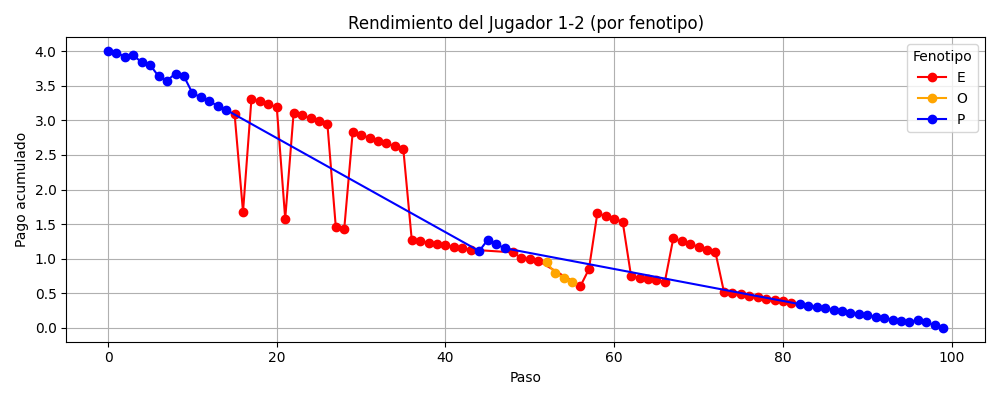 Rendimiento del Jugador 1-2 (por fenotipo)
Pago acumulado
4.0
3.5
3.0
2.5
2.0
1.5
1.0
0.5
0.0
Fenotipo
E
O
P
0
20
40
60
80
100
Paso